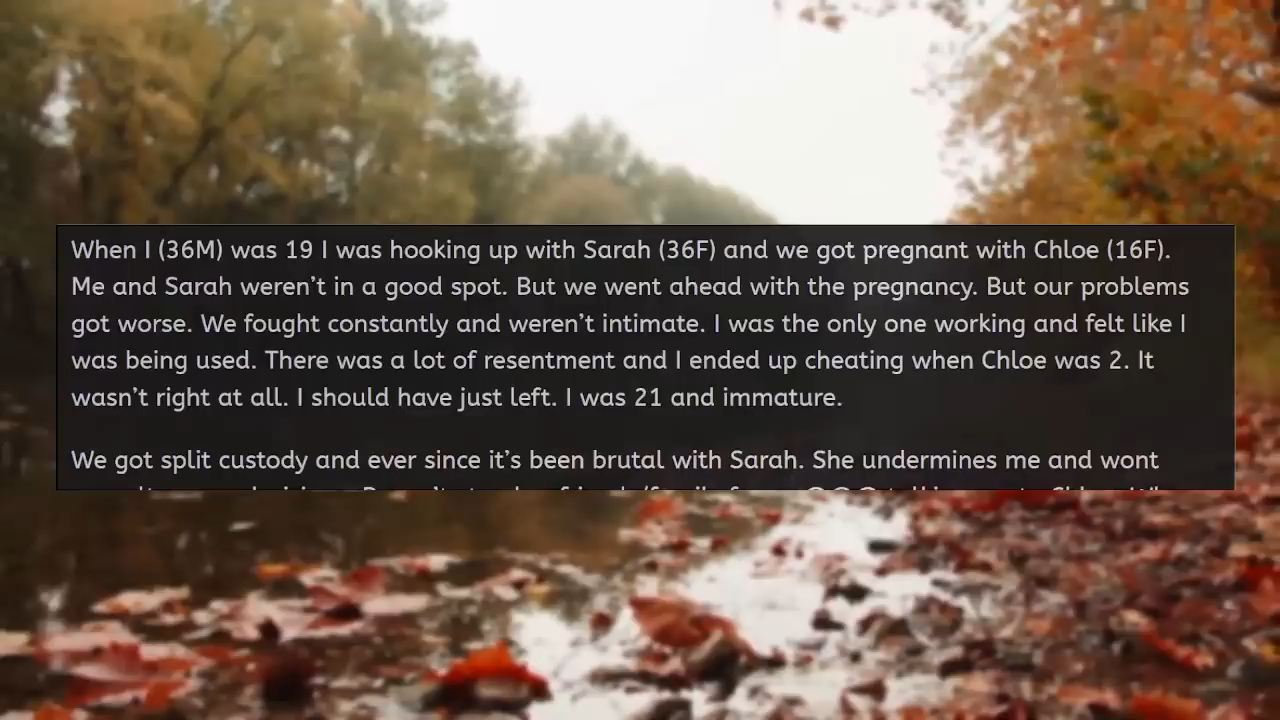 When I (36M) was 19 I was hooking up with Sarah (36F) and we got pregnant with Chloe (16F).
Me and Sarah weren't in a good spot. But we went ahead with the pregnancy. But our problems
got worse. We fought constantly and weren't intimate. I was the only one working and felt like I
was being used. There was a lot of resentment and I ended up cheating when Chloe was 2. It
wasn't right at all. I should have just left. I was 21 and immature.
We got split custody and ever since it's been brutal with Sarah. She undermines me and wont